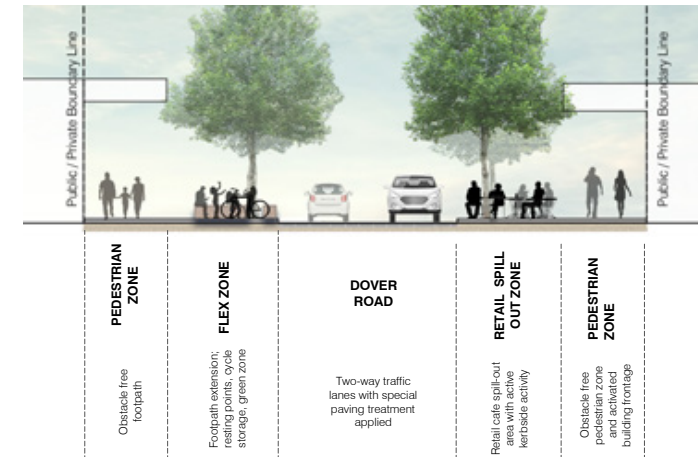 Public / Private Boundary Line
Public / Private Boundary Line
PEDESTRIAN
ZONE
FLEX ZONE
DOVER
ROAD
RETAIL SPILL
OUT ZONE
PEDESTRIAN
ZONE
Obstacle free
footpath
Footpath extension;
resting points, cycle
storage, green zone
Two-way traffic
lanes with special
paving treatment
applied
Retail cafe spill-out
area with active
kerbside activity
Obstacle free
pedestrian zone
and activated
building frontage